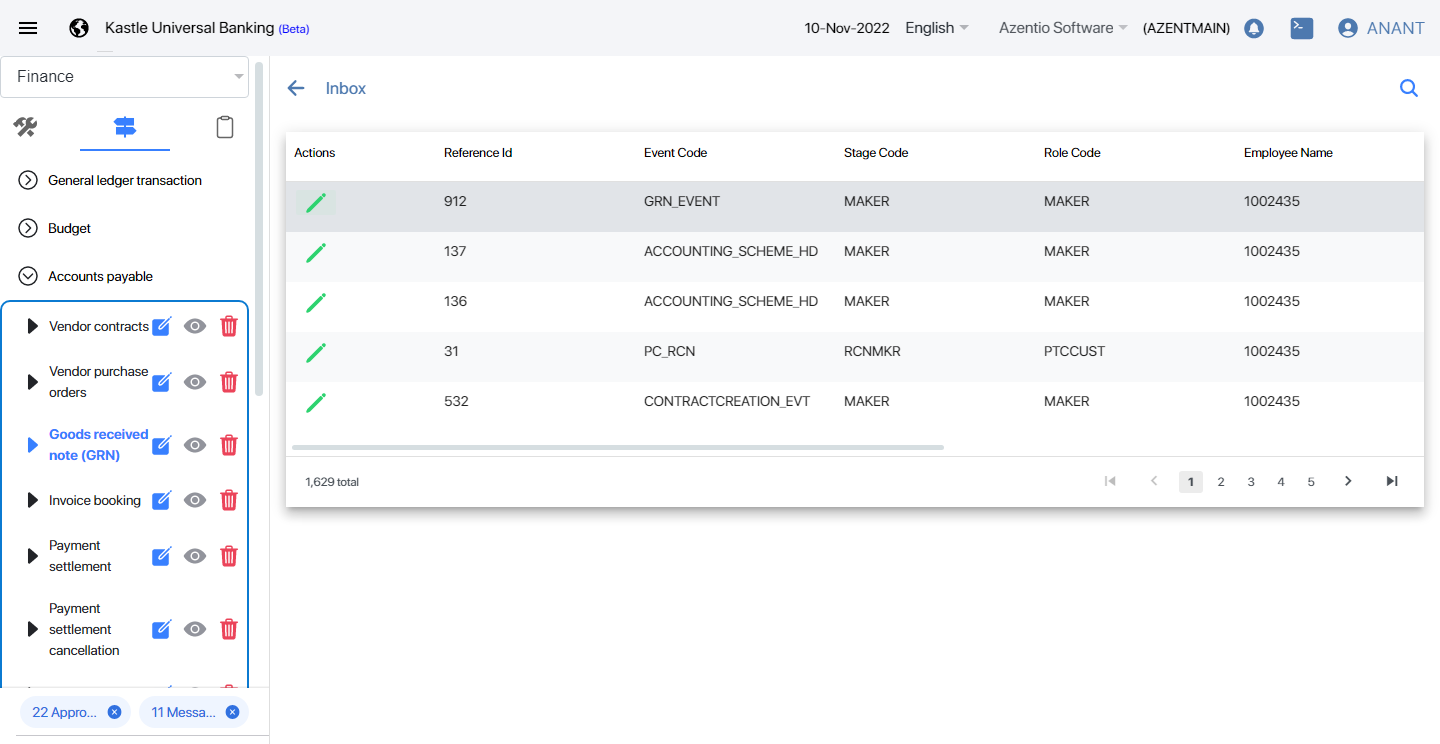 Kastle Universal Banking (Beta) 10-Nov-2022 English Azentio Software (AZENTMAIN) ANANT
Finance
General ledger transaction
Budget
Accounts payable
Vendor contracts
Vendor purchase
orders
Goods received
note (GRN)
Invoice booking
Payment
settlement
Payment
settlement
cancellation
22 Appro... 11 Messa...
Inbox
Actions Reference Id Event Code Stage Code Role Code Employee Name
912 GRN_EVENT MAKER MAKER 1002435
137 ACCOUNTING_SCHEME_HD MAKER MAKER 1002435
136 ACCOUNTING_SCHEME_HD MAKER MAKER 1002435
31 PC_RCN RCNMKR PTCCUST 1002435
532 CONTRACTCREATION_EVT MAKER MAKER 1002435
1,629 total 1 2 3 4 5